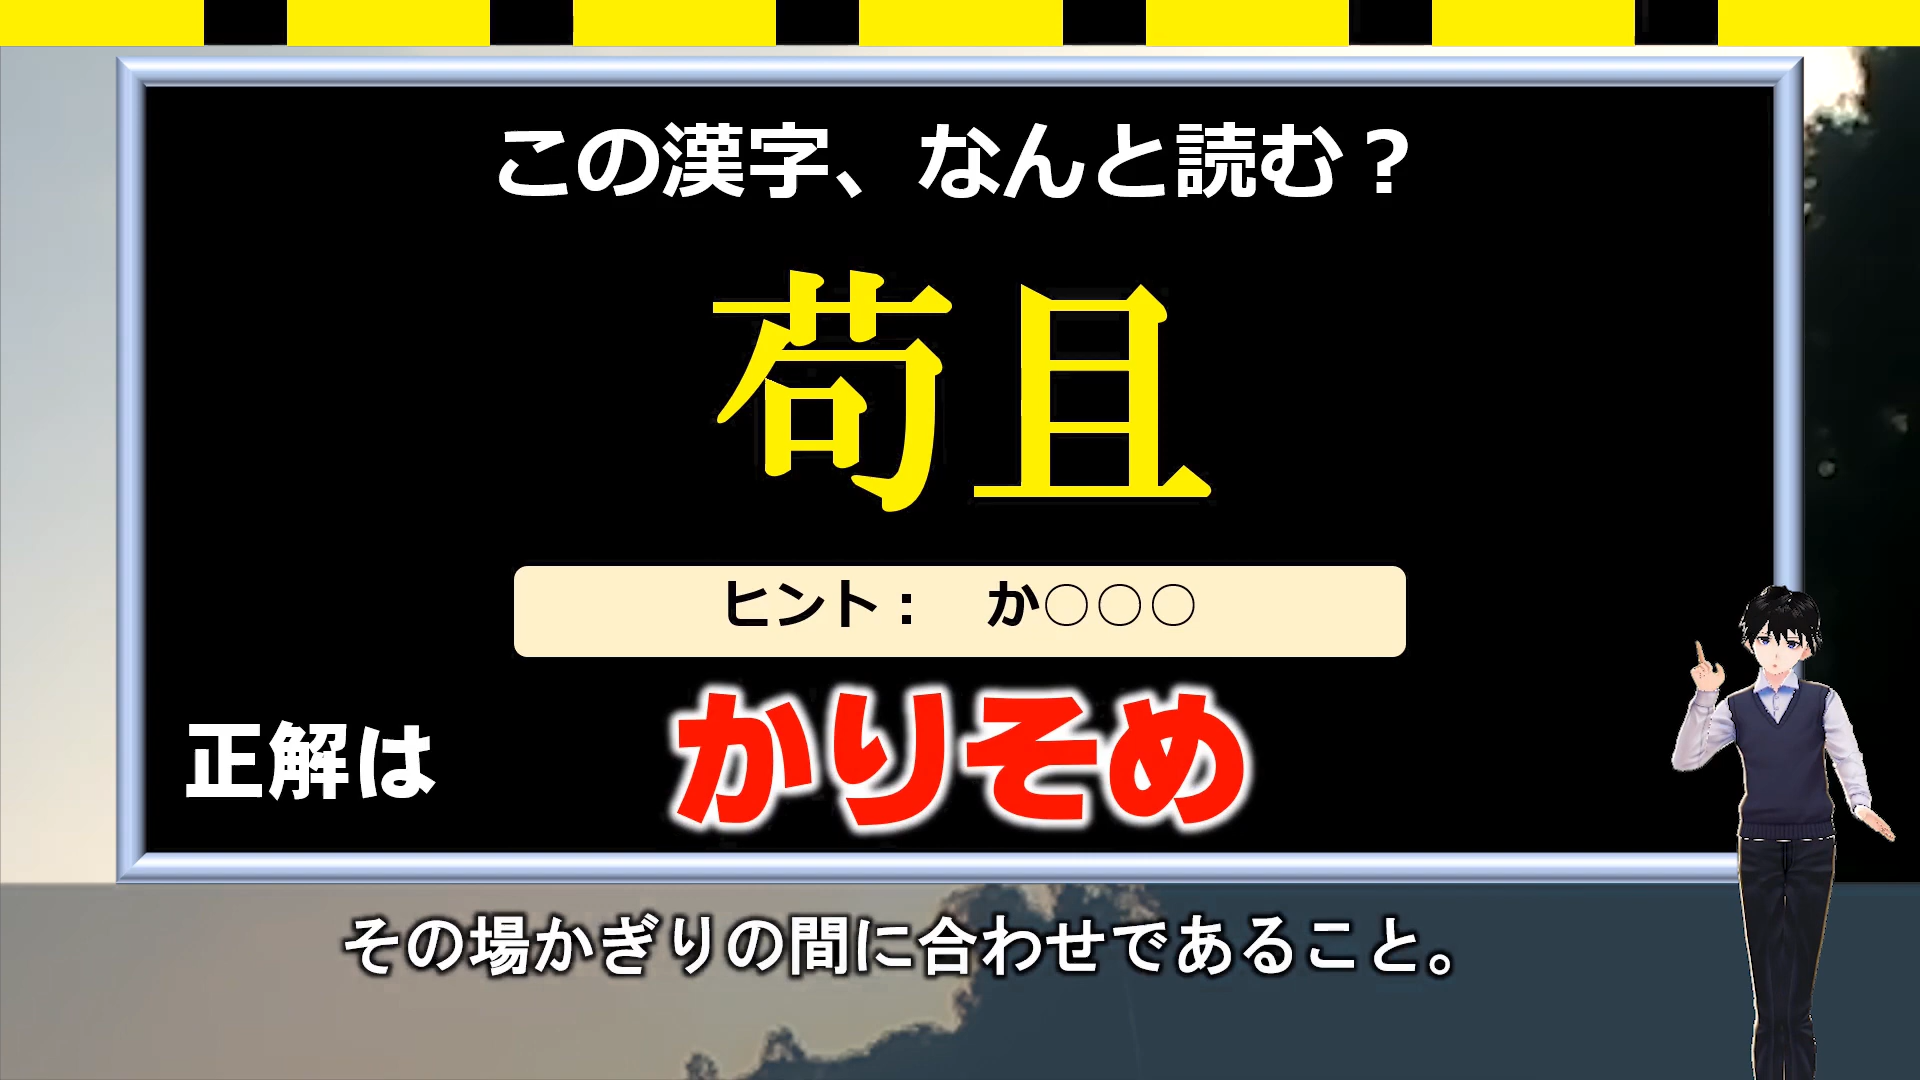 この漢字、なんと読む？
苟且
ヒント：　か○○○
正解は　かりそめ
その場かぎりの間に合わせであること。